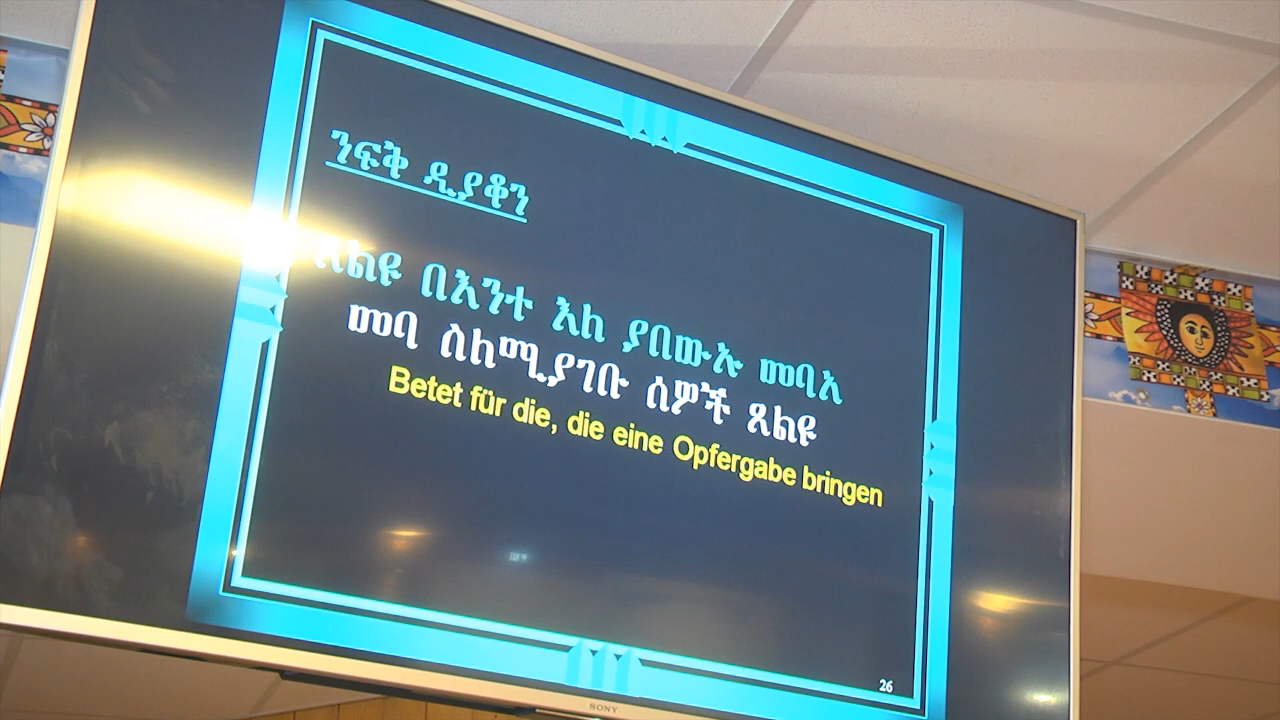 ንፍቅ ዲያቆን
ጸልዩ በእንተ እለ ያበውኡ መባአ
መባ ስለሚያገቡ ሰዎች ጸልዩ
Betet für die, die eine Opfergabe bringen
26
SONY